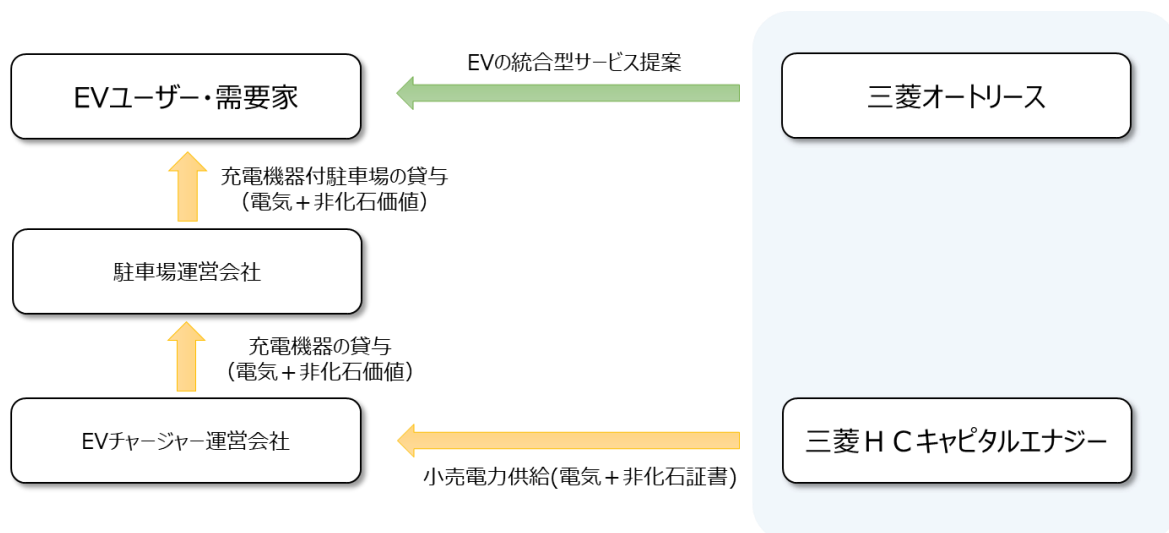 EVの統合型サービス提案
EVユーザー・需要家
三菱オートリース
充電機器付駐車場の貸与
（電気＋非化石価値）
駐車場運営会社
充電機器の貸与
（電気＋非化石価値）
EVチャージャー運営会社
三菱ＨＣキャピタルエナジー
小売電力供給(電気＋非化石証書)